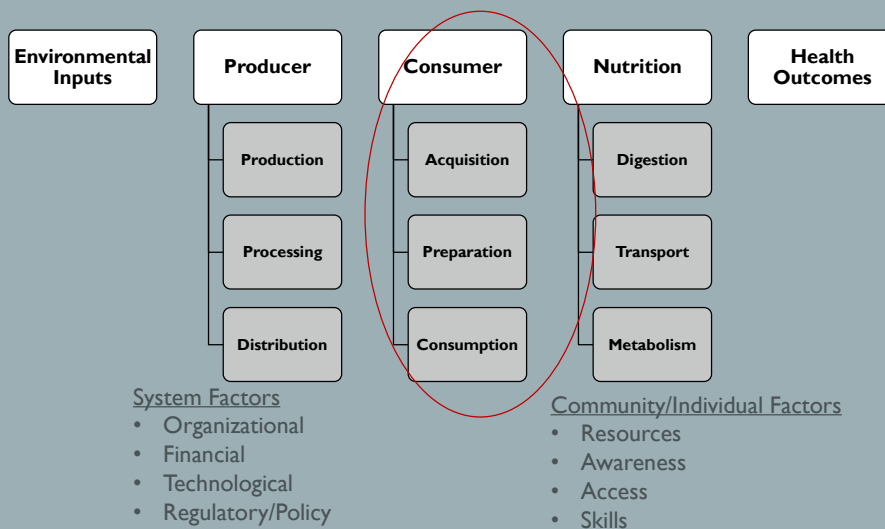 Environmental
Inputs
Producer
Consumer
Nutrition
Health
Outcomes
Production
Acquisition
Digestion
Processing
Preparation
Transport
Distribution
Consumption
Metabolism
System Factors
• Organizational
• Financial
• Technological
• Regulatory/Policy
Community/Individual Factors
• Resources
• Awareness
• Access
• Skills